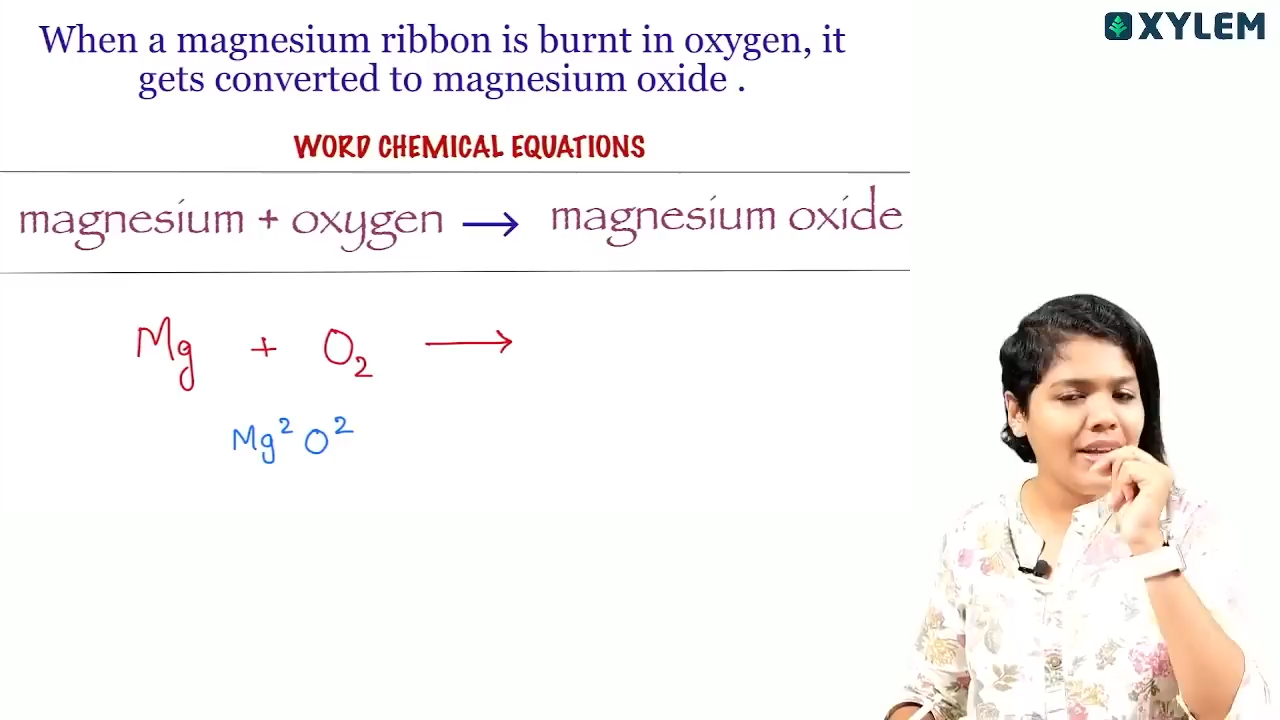 XYLEM
When a magnesium ribbon is burnt in oxygen, it
gets converted to magnesium oxide .
WORD CHEMICAL EQUATIONS
magnesium + oxygen → magnesium oxide
Mg + O₂ →
Mg² O²